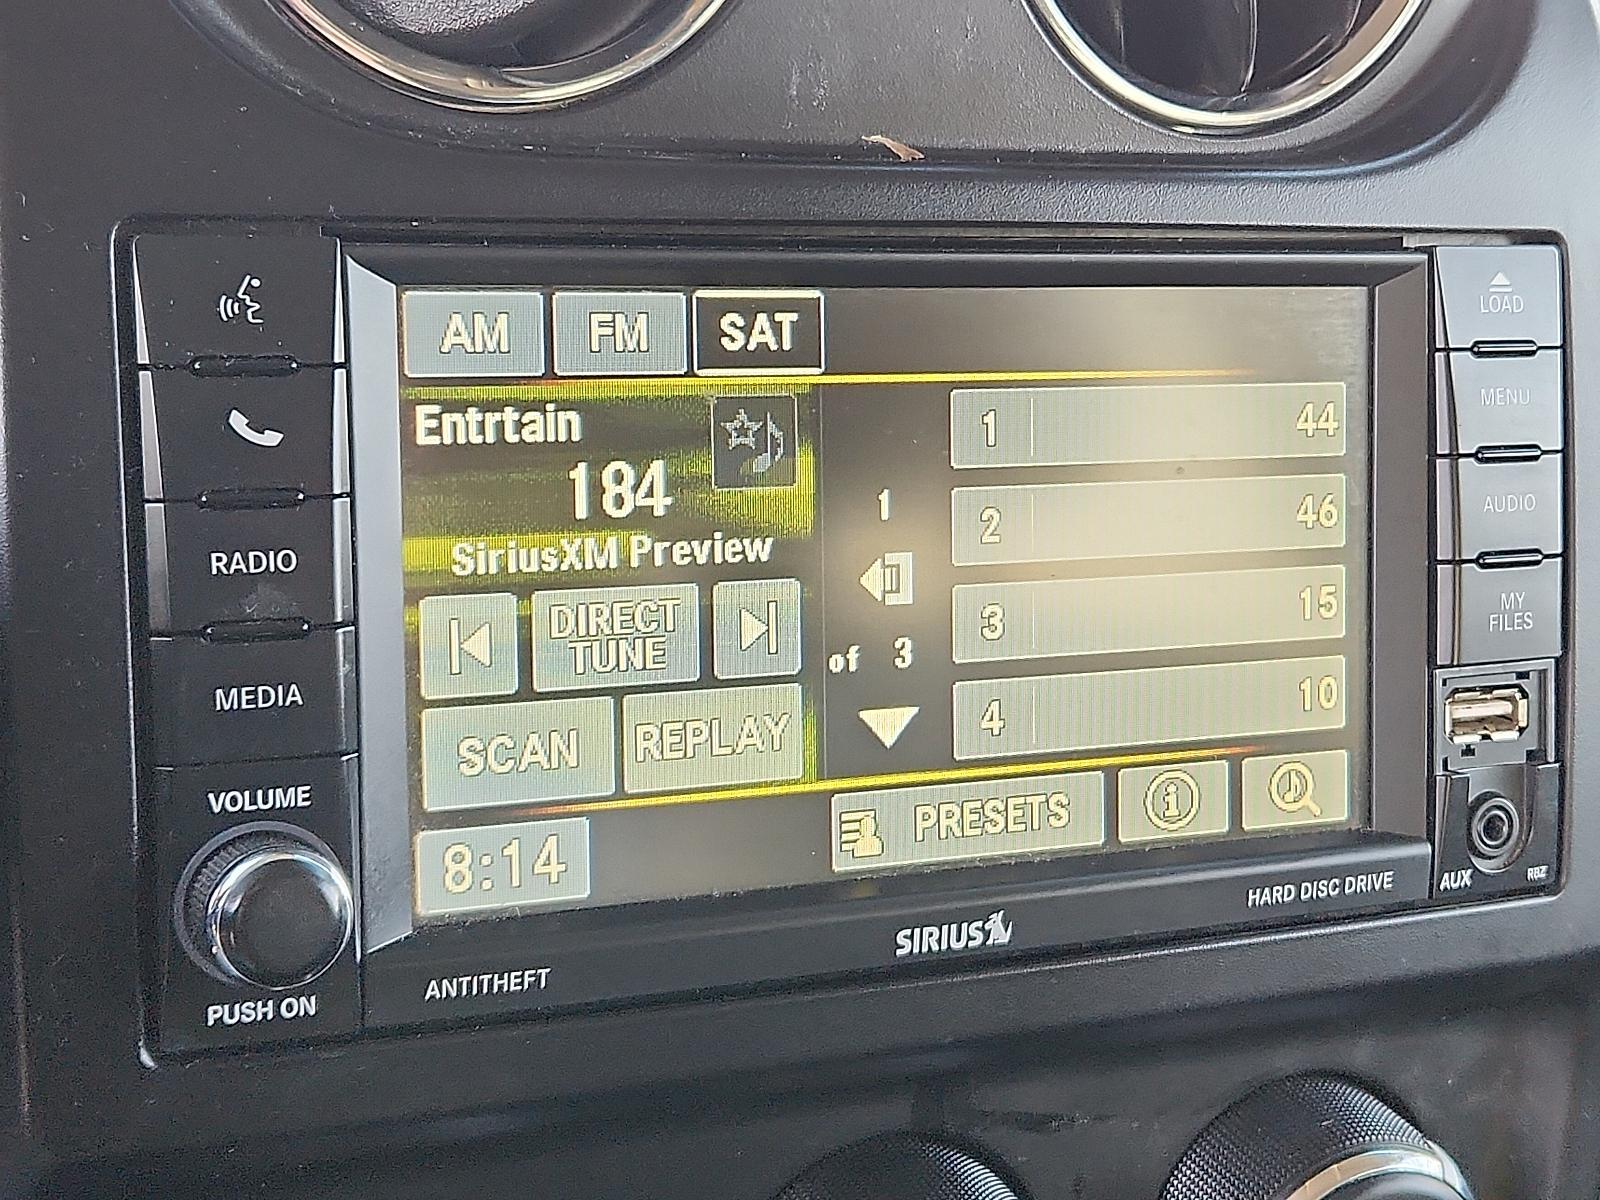 AM FM SAT
LOAD
MENU
AUDIO
MY
FILES
RADIO
MEDIA
VOLUME
PUSH ON
Entrtain
184
SiriusXM Preview
DIRECT
TUNE
SCAN REPLAY
8:14
1
of 3
1 44
2 46
3 15
4 10
PRESETS
i
AUX
RBZ
HARD DISC DRIVE
SIRIUS
ANTITHEFT